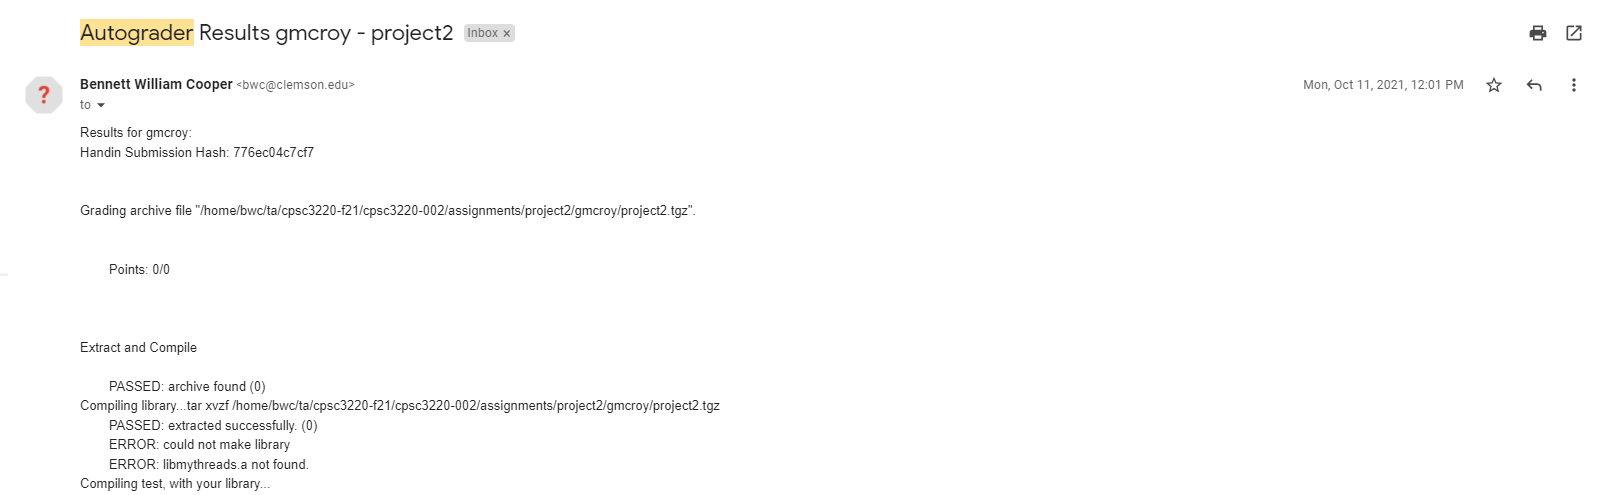 Autograder Results gmcroy - project2 Inbox ×
Bennett William Cooper <bwc@clemson.edu> Mon, Oct 11, 2021, 12:01 PM
to
Results for gmcroy:
Handin Submission Hash: 776ec04c7cf7
Grading archive file "/home/bwc/ta/cpsc3220-f21/cpsc3220-002/assignments/project2/gmcroy/project2.tgz".
Points: 0/0
Extract and Compile
PASSED: archive found (0)
Compiling library...tar xvzf /home/bwc/ta/cpsc3220-f21/cpsc3220-002/assignments/project2/gmcroy/project2.tgz
PASSED: extracted successfully. (0)
ERROR: could not make library
ERROR: libmythreads.a not found.
Compiling test, with your library...